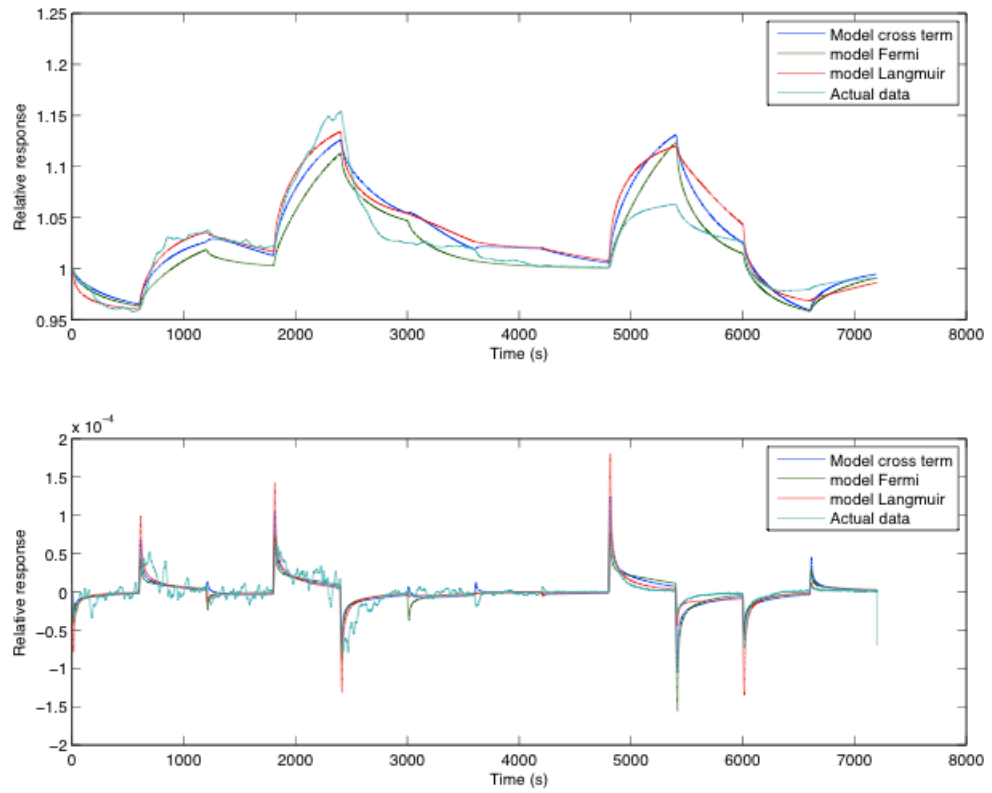 1.25
1.2
1.15
1.1
1.05
1
0.95
Relative response
0 1000 2000 3000 4000 5000 6000 7000 8000
Time (s)
Model cross term
model Fermi
model Langmuir
Actual data
x 10⁻⁴
2
1.5
1
0.5
0
−0.5
−1
−1.5
−2
Relative response
0 1000 2000 3000 4000 5000 6000 7000 8000
Time (s)
Model cross term
model Fermi
model Langmuir
Actual data